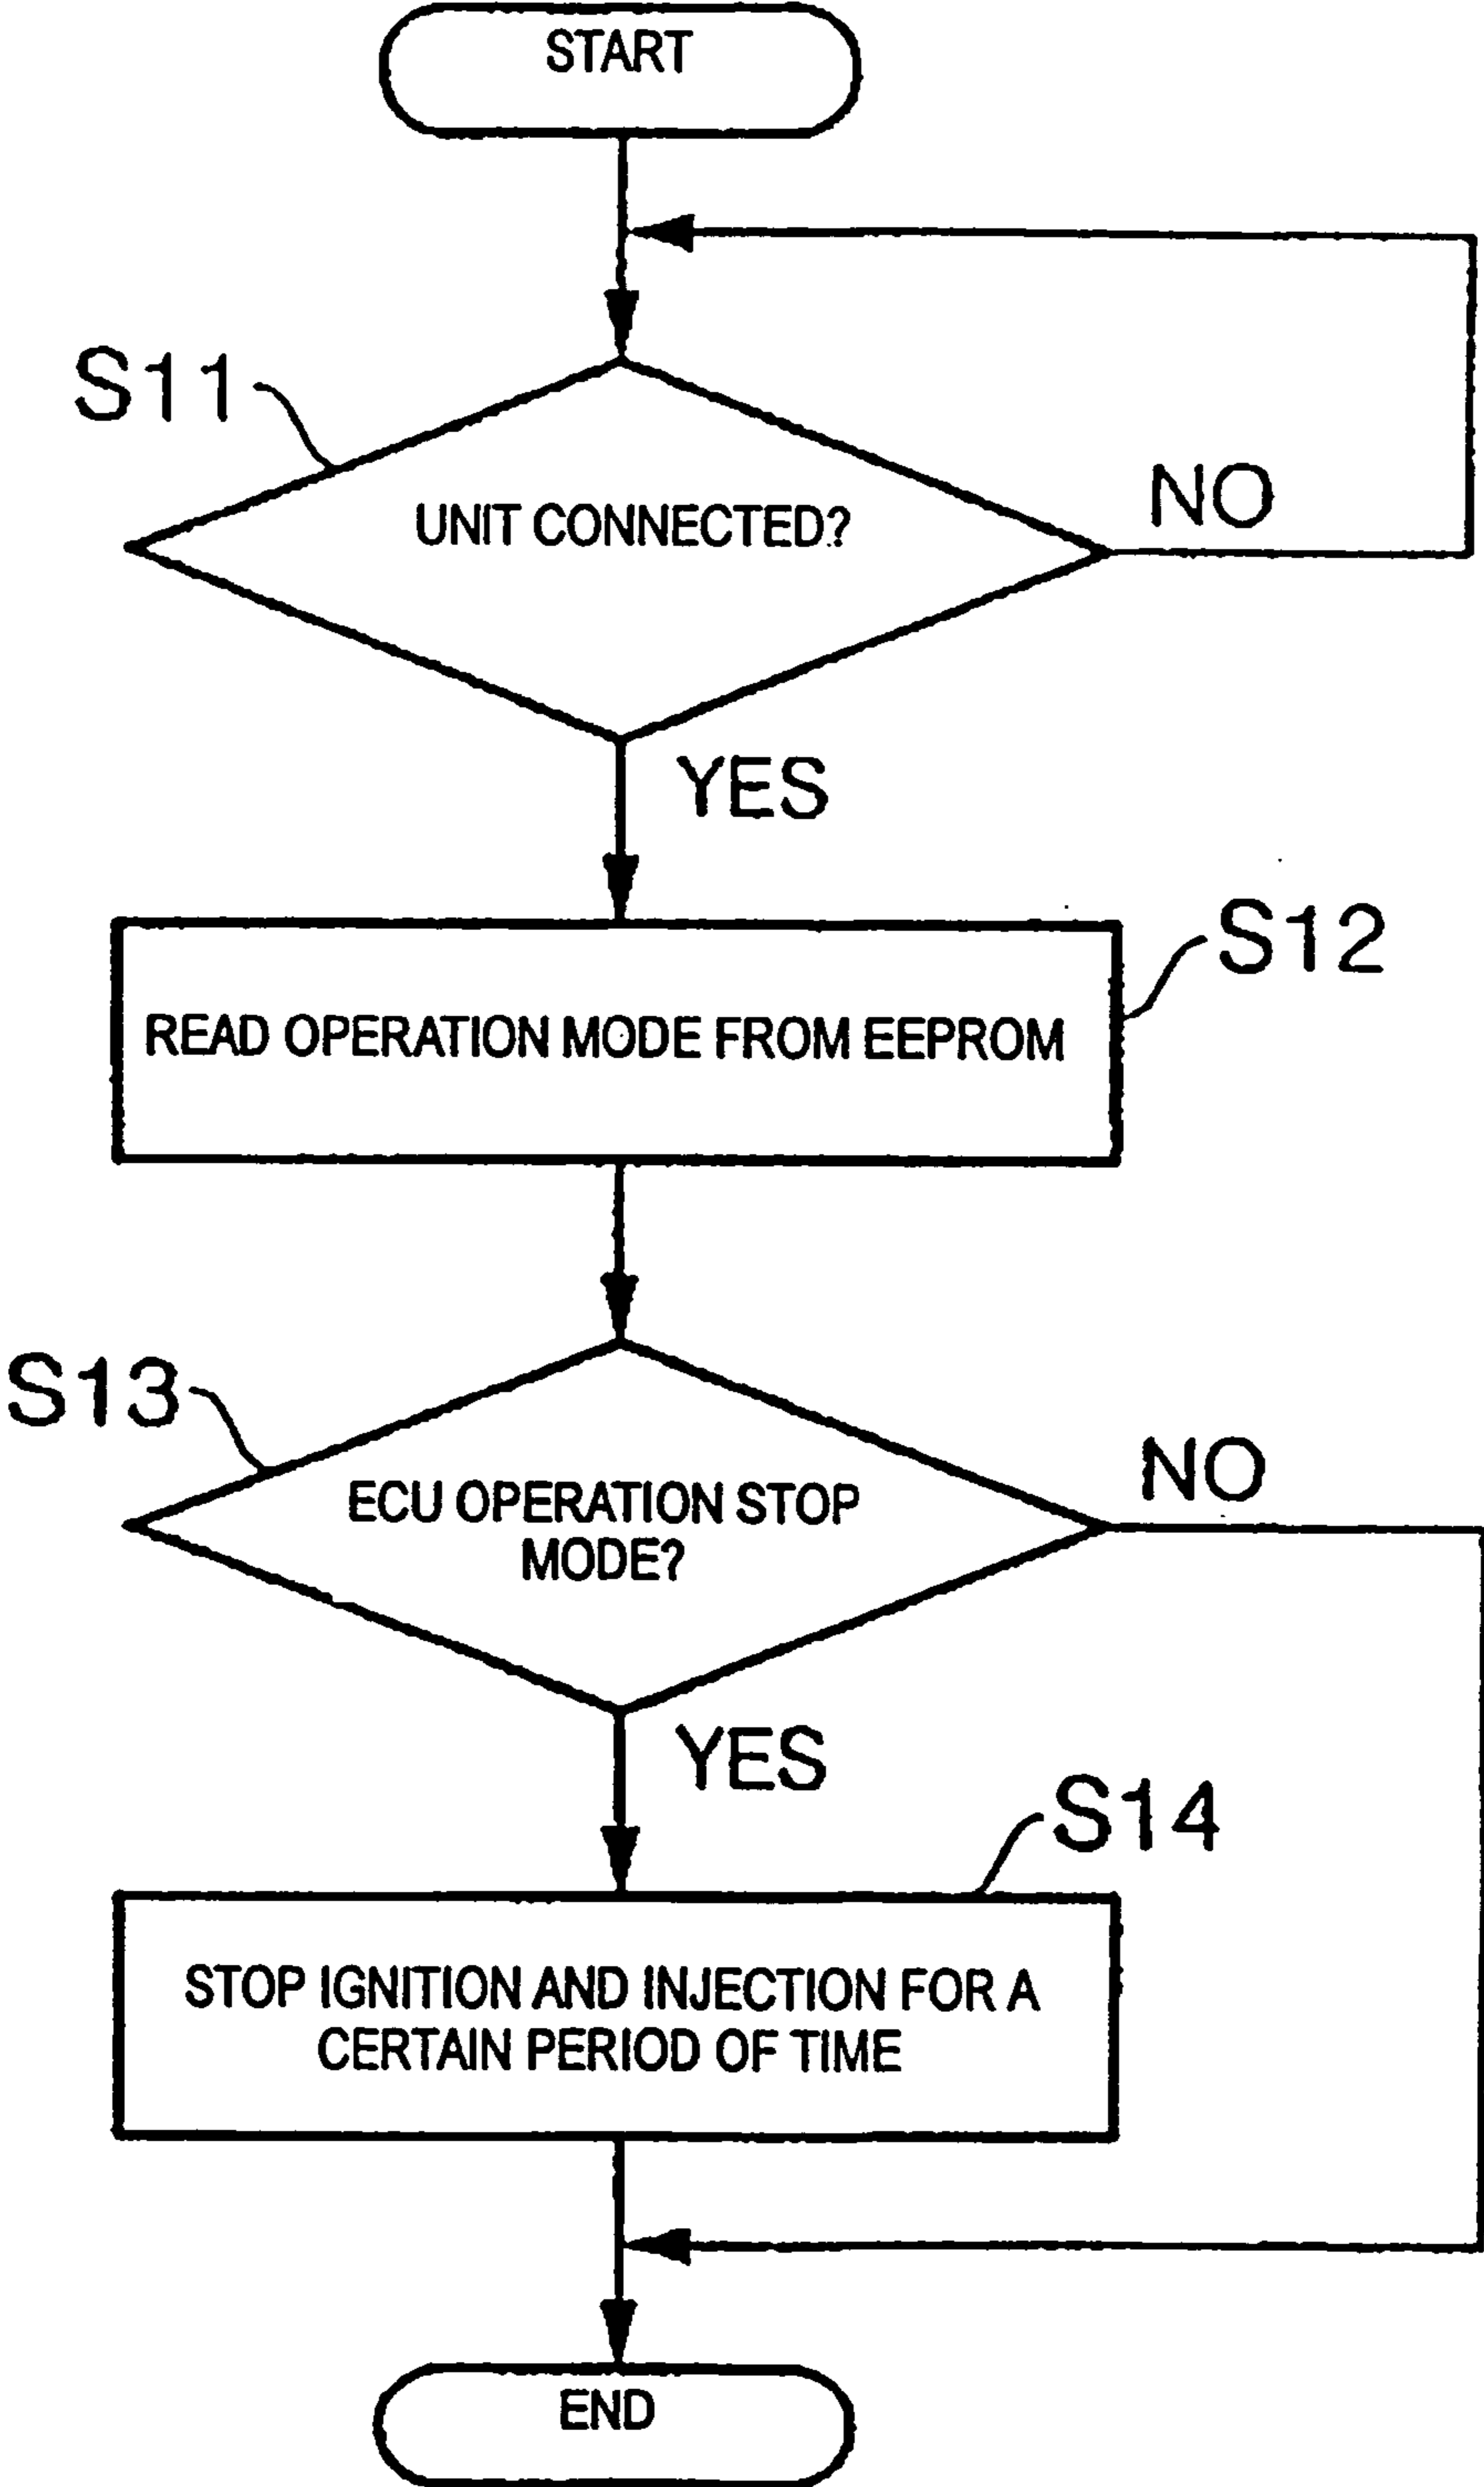 START
S11
UNIT CONNECTED?
NO
YES
S12
READ OPERATION MODE FROM EEPROM
S13
ECU OPERATION STOP
MODE?
NO
YES
S14
STOP IGNITION AND INJECTION FOR A
CERTAIN PERIOD OF TIME
END